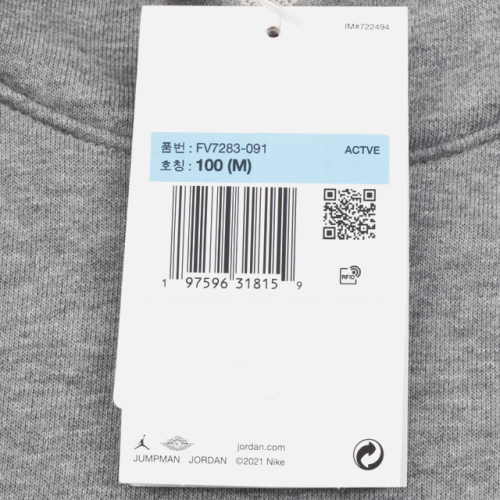 IM#722494
품번 : FV7283-091 ACTVE
호칭 : 100 (M)
1 97596 31815 9
RFID
JUMPMAN JORDAN
jordan.com
©2021 Nike